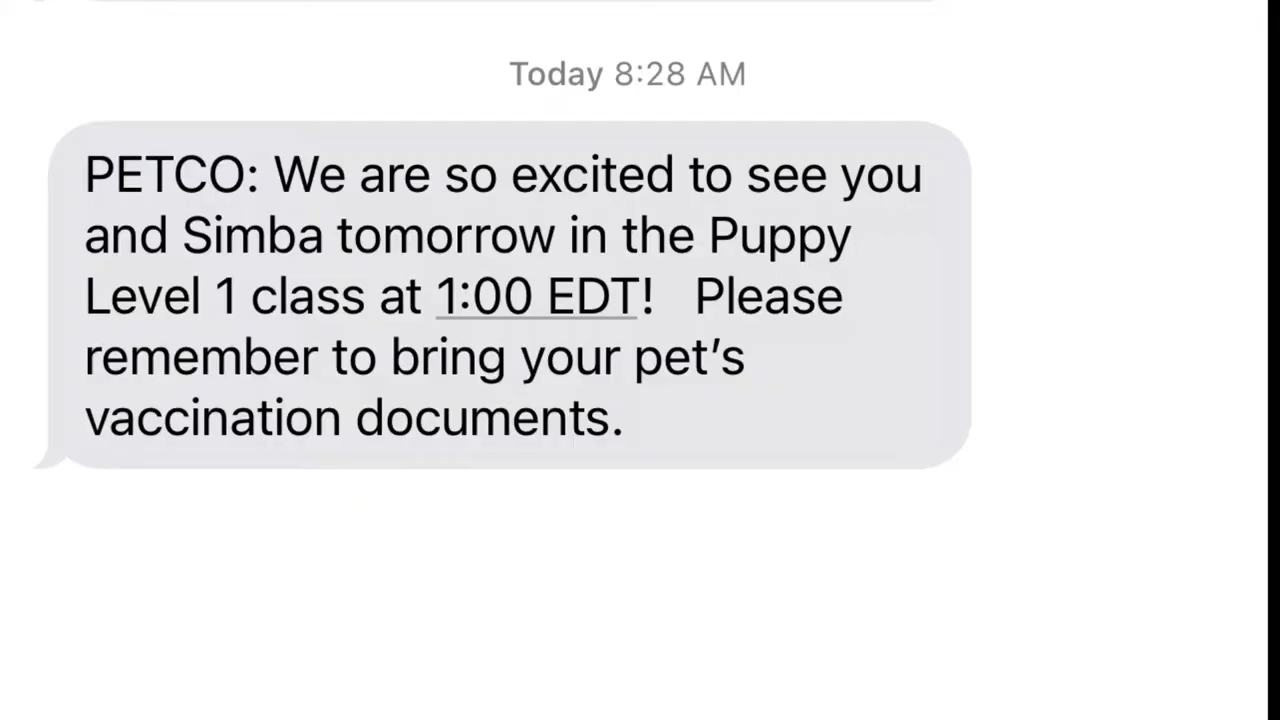 Today 8:28 AM
PETCO: We are so excited to see you
and Simba tomorrow in the Puppy
Level 1 class at 1:00 EDT!   Please
remember to bring your pet’s
vaccination documents.